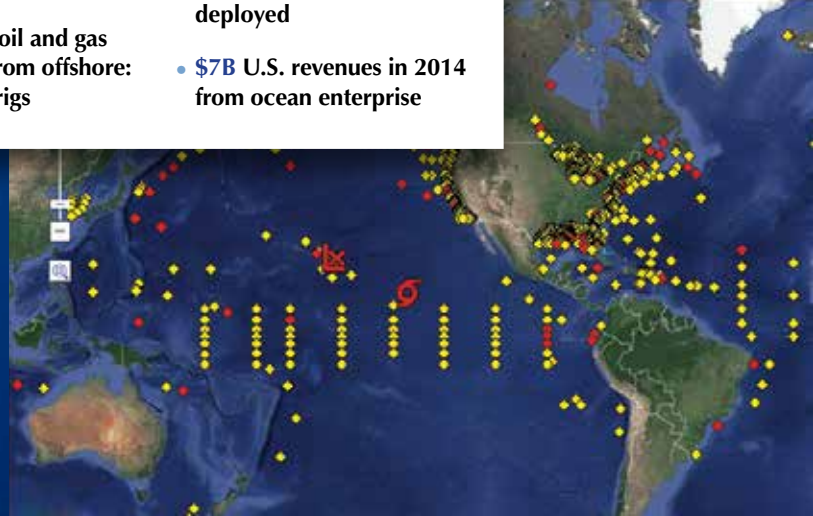 oil and gas
rom offshore:
rigs
deployed
• $7B U.S. revenues in 2014
from ocean enterprise